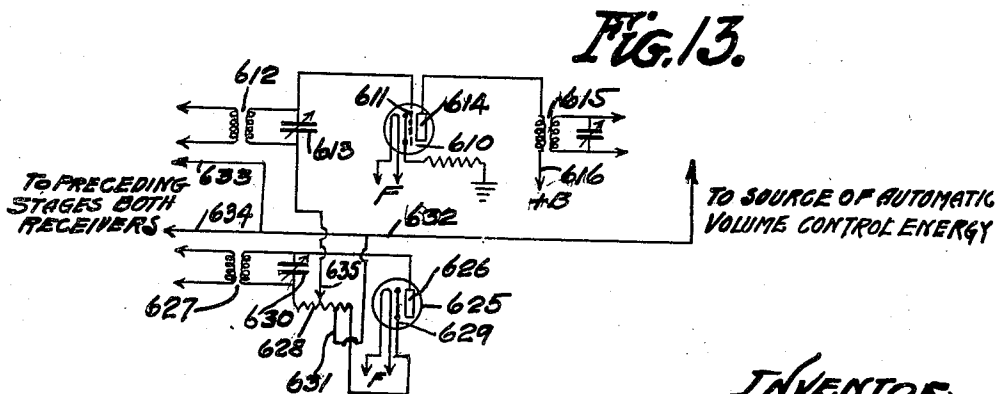 FIG. 13.
612
611
614
615
613
610
616
F
+B
633
TO PRECEDING
STAGES BOTH
RECEIVERS
634
632
TO SOURCE OF AUTOMATIC
VOLUME CONTROL ENERGY
635
626
625
627
630
629
628
631
F
INVENTOR